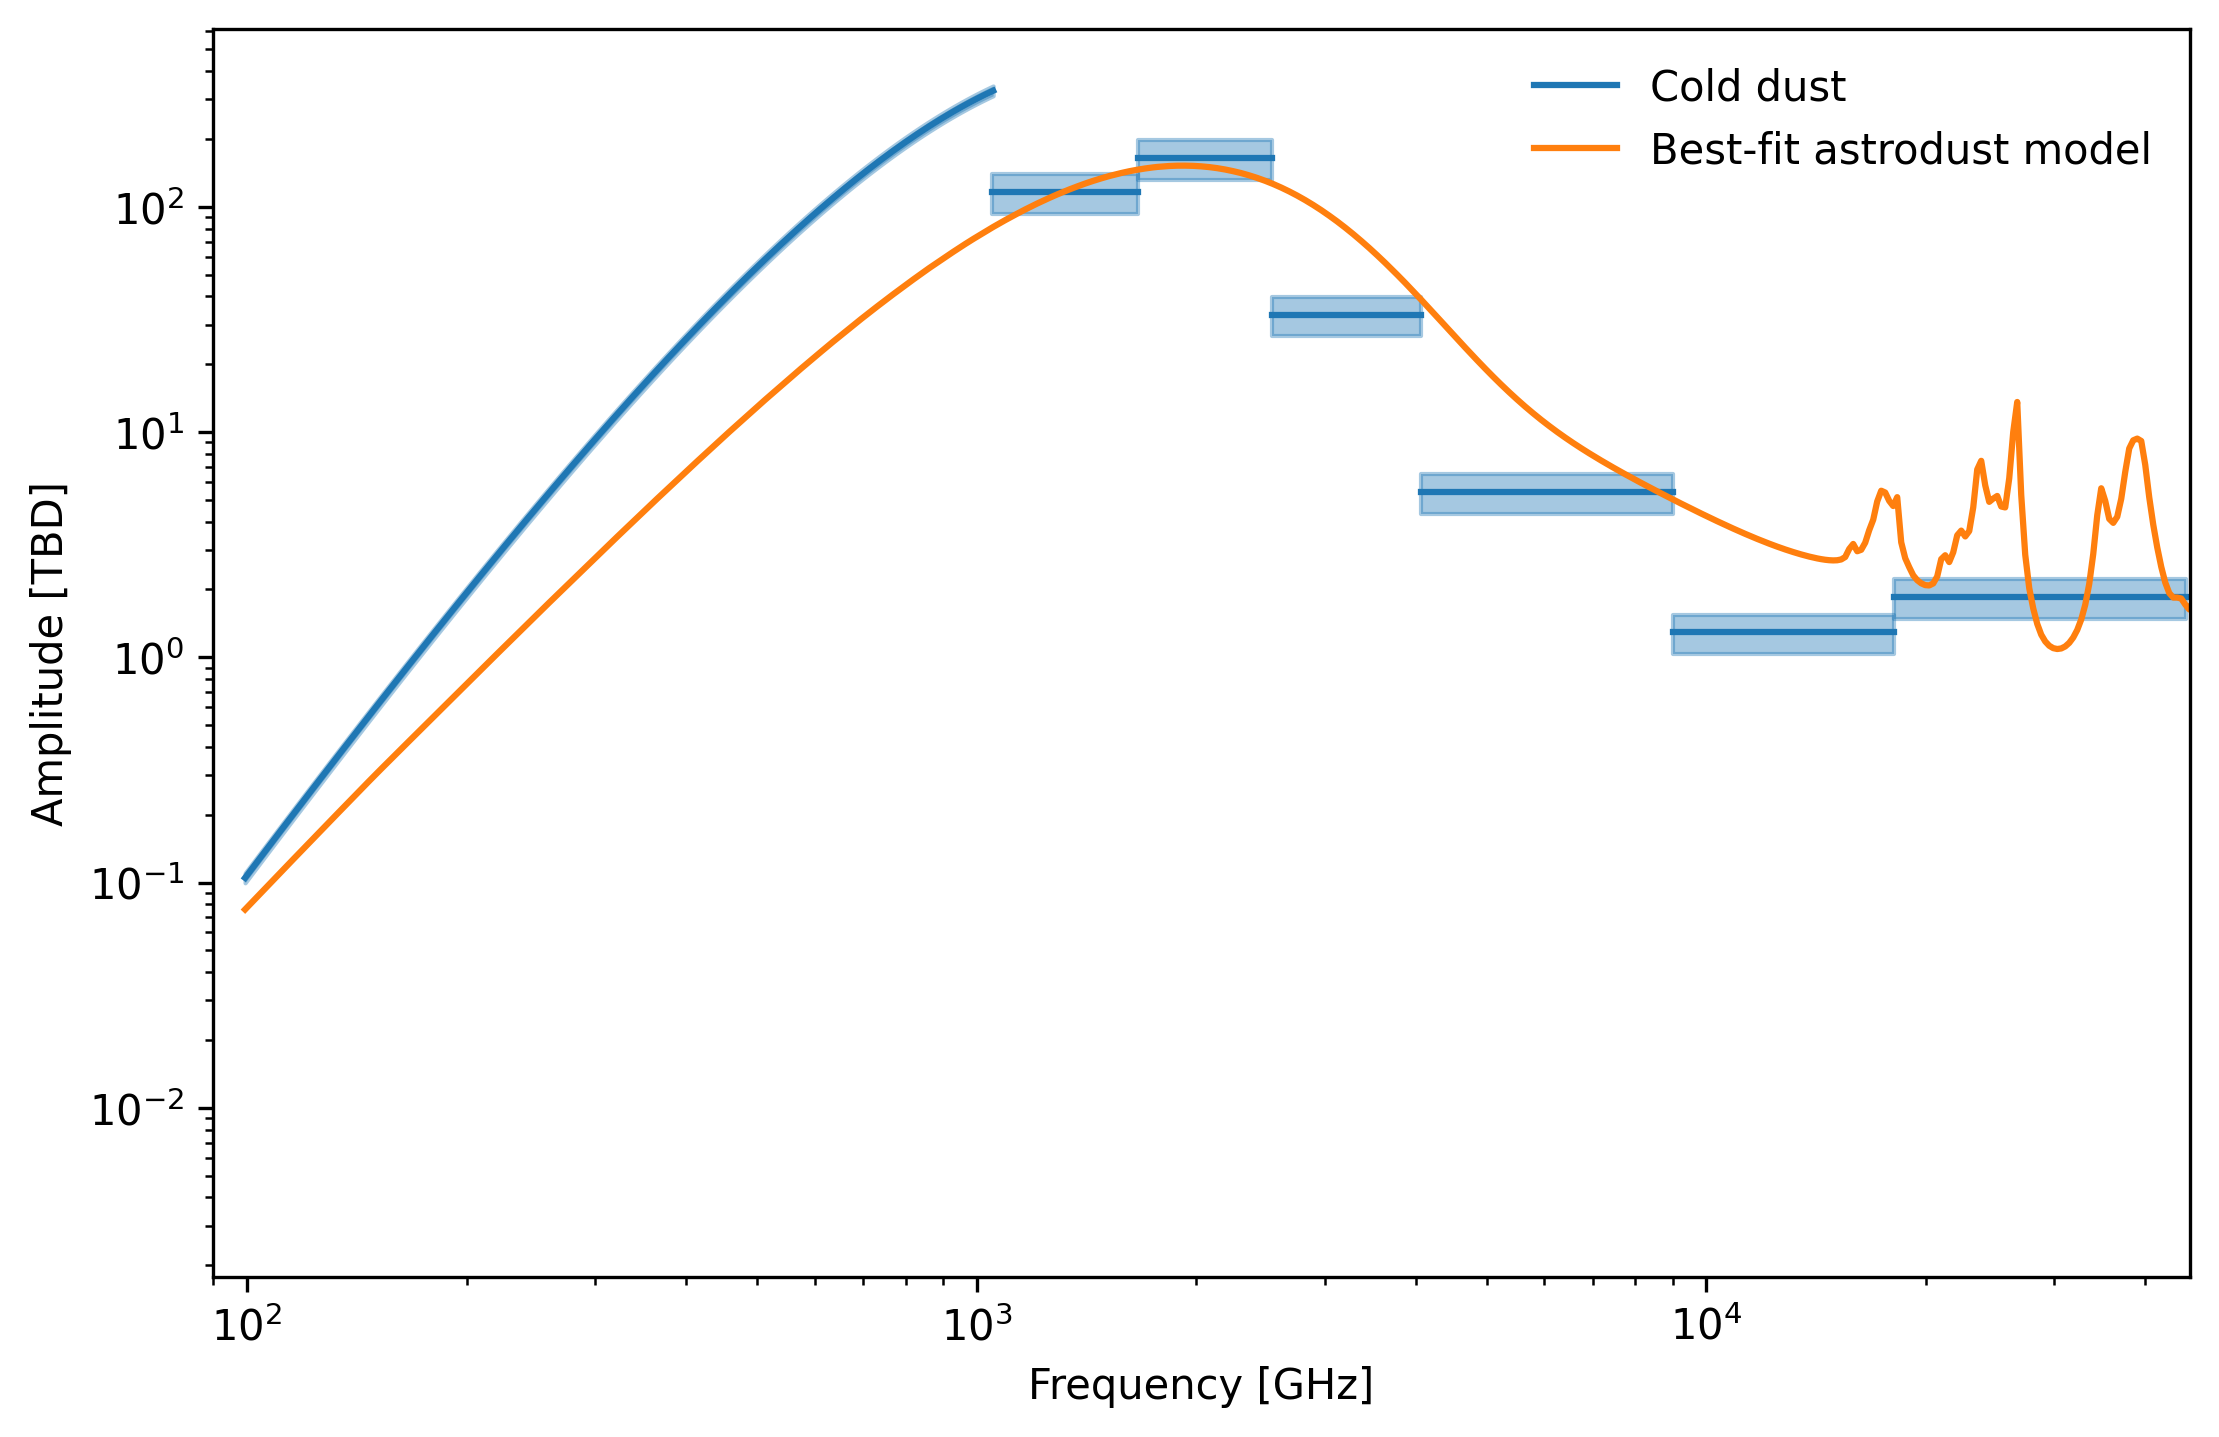 Cold dust
Best-fit astrodust model
Amplitude [TBD]
10²
10¹
10⁰
10⁻¹
10⁻²
10² 10³ 10⁴
Frequency [GHz]